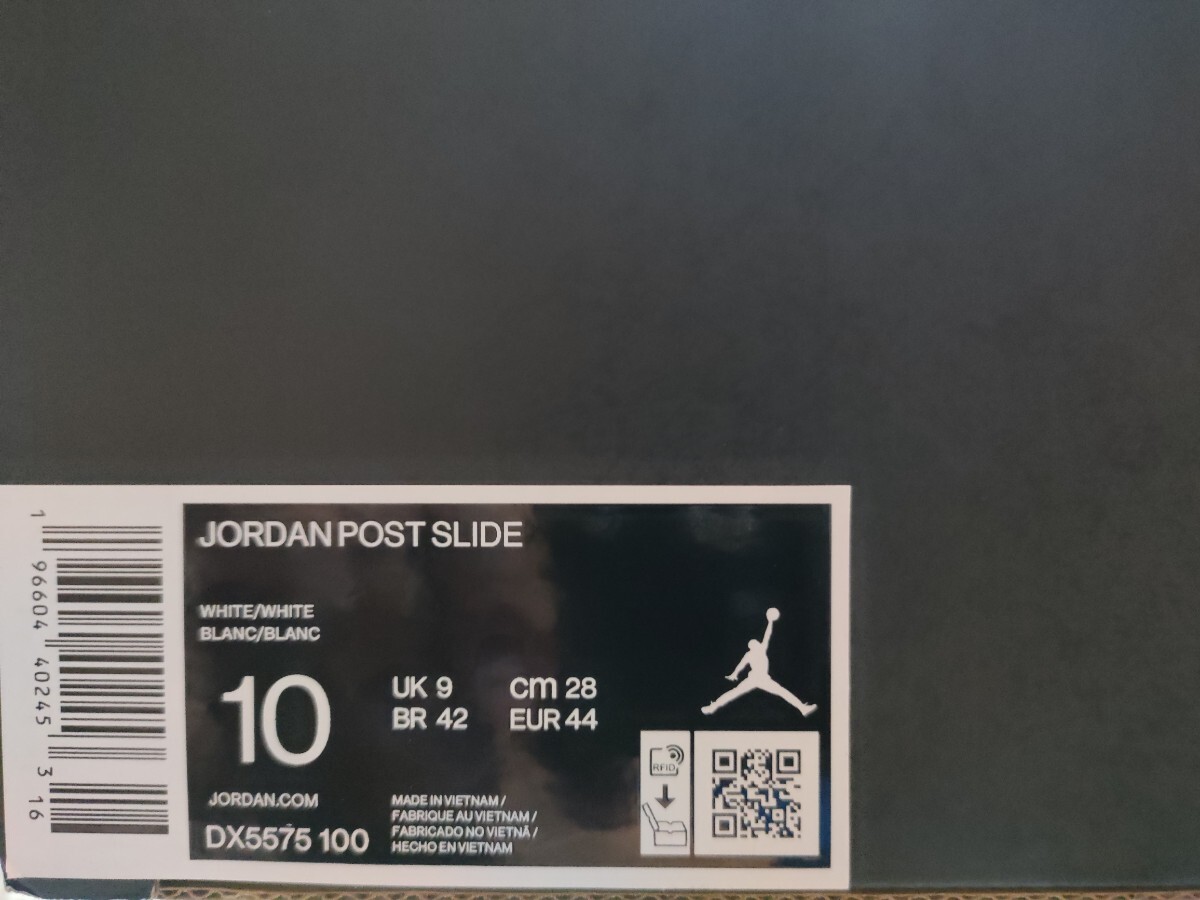 JORDAN POST SLIDE
WHITE/WHITE
BLANC/BLANC
10
UK 9
BR 42
cm 28
EUR 44
JORDAN.COM
DX5575 100
MADE IN VIETNAM /
FABRIQUE AU VIETNAM /
FABRICADO NO VIETNÃ /
HECHO EN VIETNAM
RFID
1 96604 40245 3 16